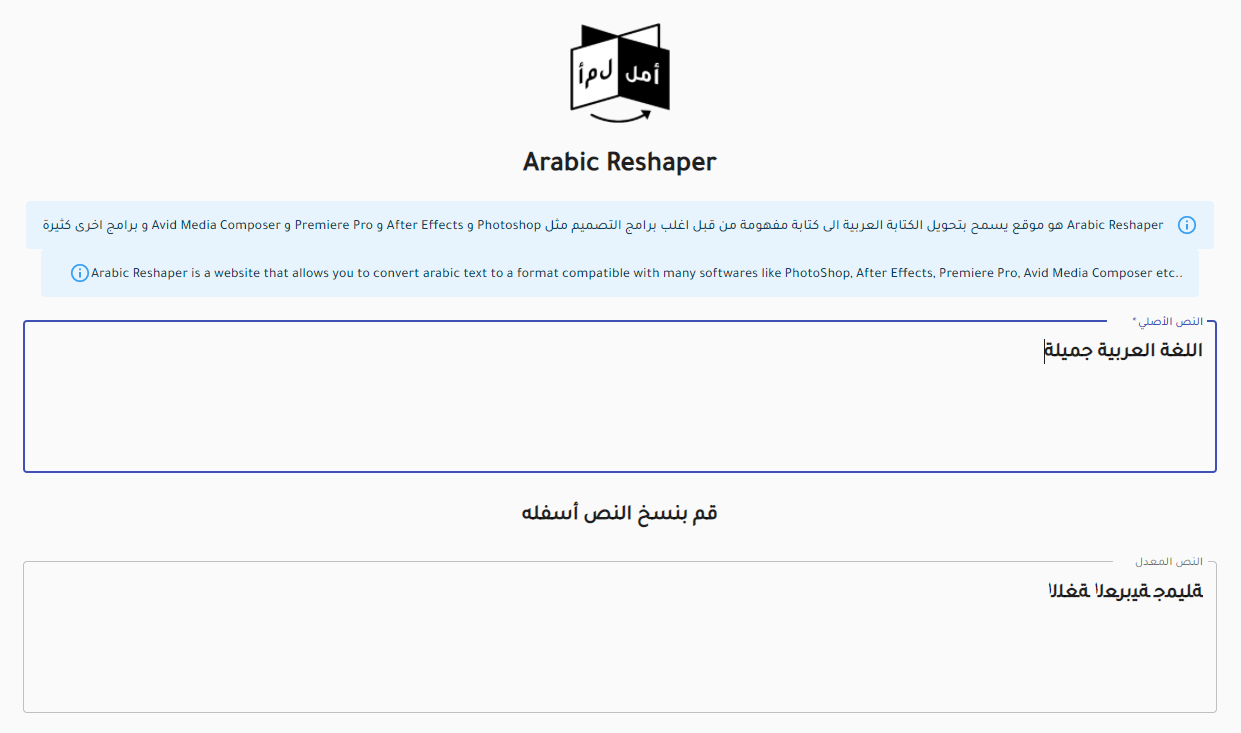 أمل لمأ
Arabic Reshaper
Arabic Reshaper هو موقع يسمح بتحويل الكتابة العربية الى كتابة مفهومة من قبل اغلب برامج التصميم مثل Photoshop و After Effects و Premiere Pro و Avid Media Composer و برامج اخرى كثيرة
Arabic Reshaper is a website that allows you to convert arabic text to a format compatible with many softwares like PhotoShop, After Effects, Premiere Pro, Avid Media Composer etc..
النص الأصلي *
اللغة العربية جميلة
قم بنسخ النص أسفله
النص المعدل
ﺔﻠﻴﻤﺟ ﺔﻴﺑﺮﻌﻟﺍ ﺔﻐﻠﻟﺍ